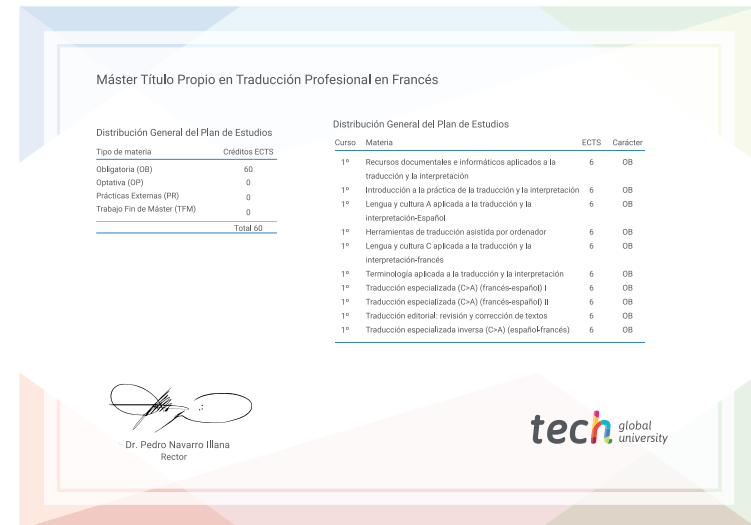 Máster Título Propio en Traducción Profesional en Francés
Distribución General del Plan de Estudios
Tipo de materia Créditos ECTS
Obligatoria (OB) 60
Optativa (OP) 0
Prácticas Externas (PR) 0
Trabajo Fin de Máster (TFM) 0
Total 60
Distribución General del Plan de Estudios
Curso Materia ECTS Carácter
1º Recursos documentales e informáticos aplicados a la 6 OB
traducción y la interpretación
1º Introducción a la práctica de la traducción y la interpretación 6 OB
1º Lengua y cultura A aplicada a la traducción y la 6 OB
interpretación-Español
1º Herramientas de traducción asistida por ordenador 6 OB
1º Lengua y cultura C aplicada a la traducción y la 6 OB
interpretación-francés
1º Terminología aplicada a la traducción y la interpretación 6 OB
1º Traducción especializada (C>A) (francés-español) I 6 OB
1º Traducción especializada (C>A) (francés-español) II 6 OB
1º Traducción editorial: revisión y corrección de textos 6 OB
1º Traducción especializada inversa (C>A) (español-francés) 6 OB
Dr. Pedro Navarro Illana
Rector
tech global
university